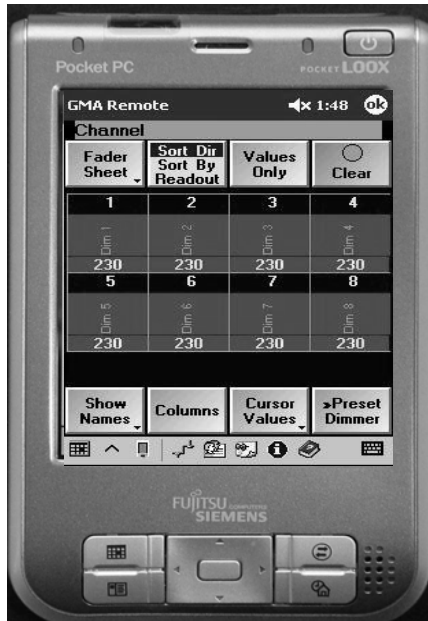 Pocket PC
POCKET LOOX
GMA Remote 1:48 ok
Channel
Fader Sheet
Sort Dir
Sort By
Readout
Values Only
Clear
1 2 3 4
Dim 1 Dim 2 Dim 3 Dim 4
230 230 230 230
5 6 7 8
Dim 5 Dim 6 Dim 7 Dim 8
230 230 230 230
Show Names
Columns
Cursor Values
»Preset Dimmer
FUJITSU COMPUTERS
SIEMENS